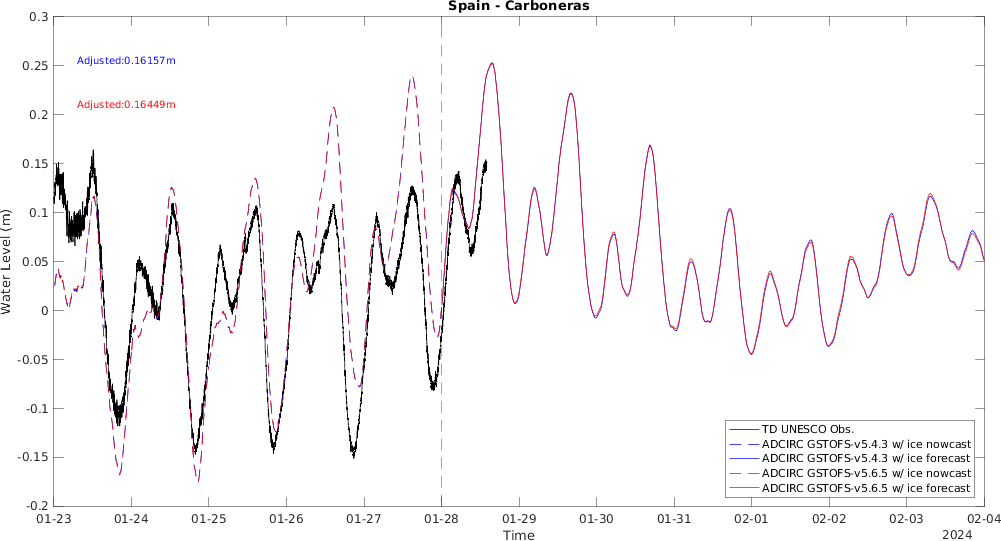 Spain - Carboneras
0.3
0.25
0.2
0.15
0.1
0.05
0
-0.05
-0.1
-0.15
-0.2
Water Level (m)
Adjusted:0.16157m
Adjusted:0.16449m
TD UNESCO Obs.
ADCIRC GSTOFS-v5.4.3 w/ ice nowcast
ADCIRC GSTOFS-v5.4.3 w/ ice forecast
ADCIRC GSTOFS-v5.6.5 w/ ice nowcast
ADCIRC GSTOFS-v5.6.5 w/ ice forecast
01-23 01-24 01-25 01-26 01-27 01-28 01-29 01-30 01-31 02-01 02-02 02-03 02-04
Time
2024